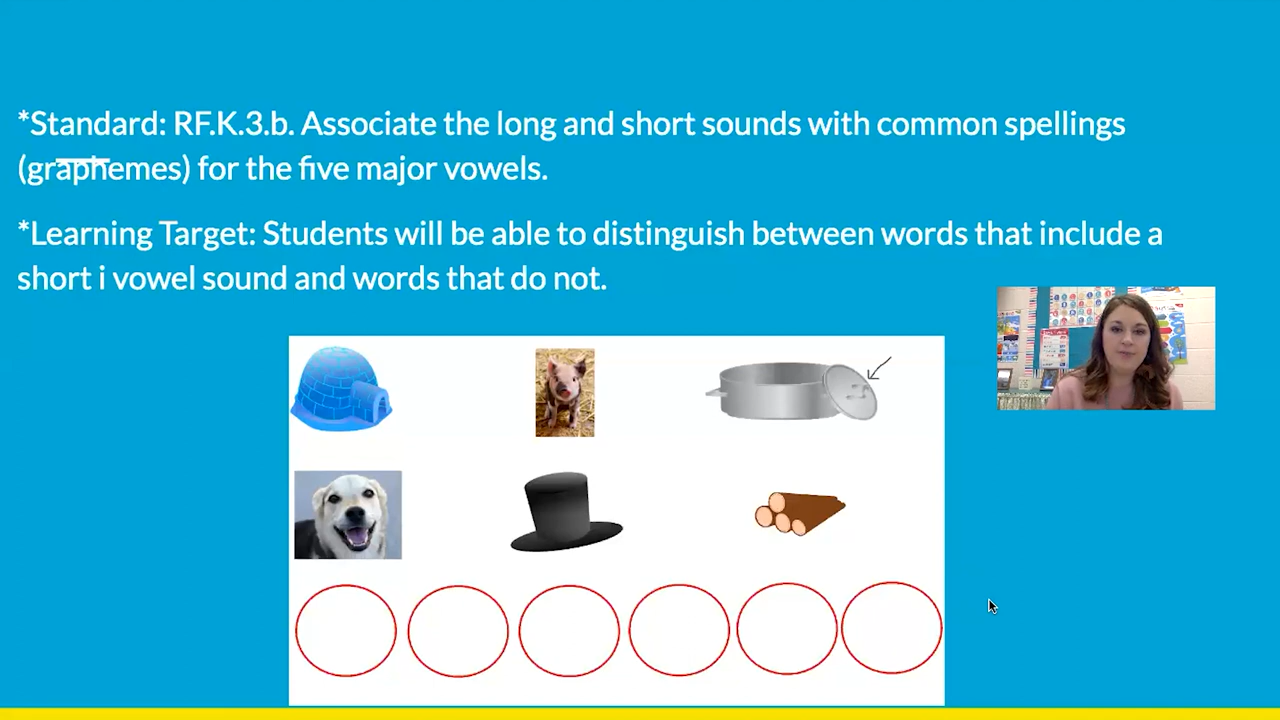 *Standard: RF.K.3.b. Associate the long and short sounds with common spellings
(graphemes) for the five major vowels.
*Learning Target: Students will be able to distinguish between words that include a
short i vowel sound and words that do not.